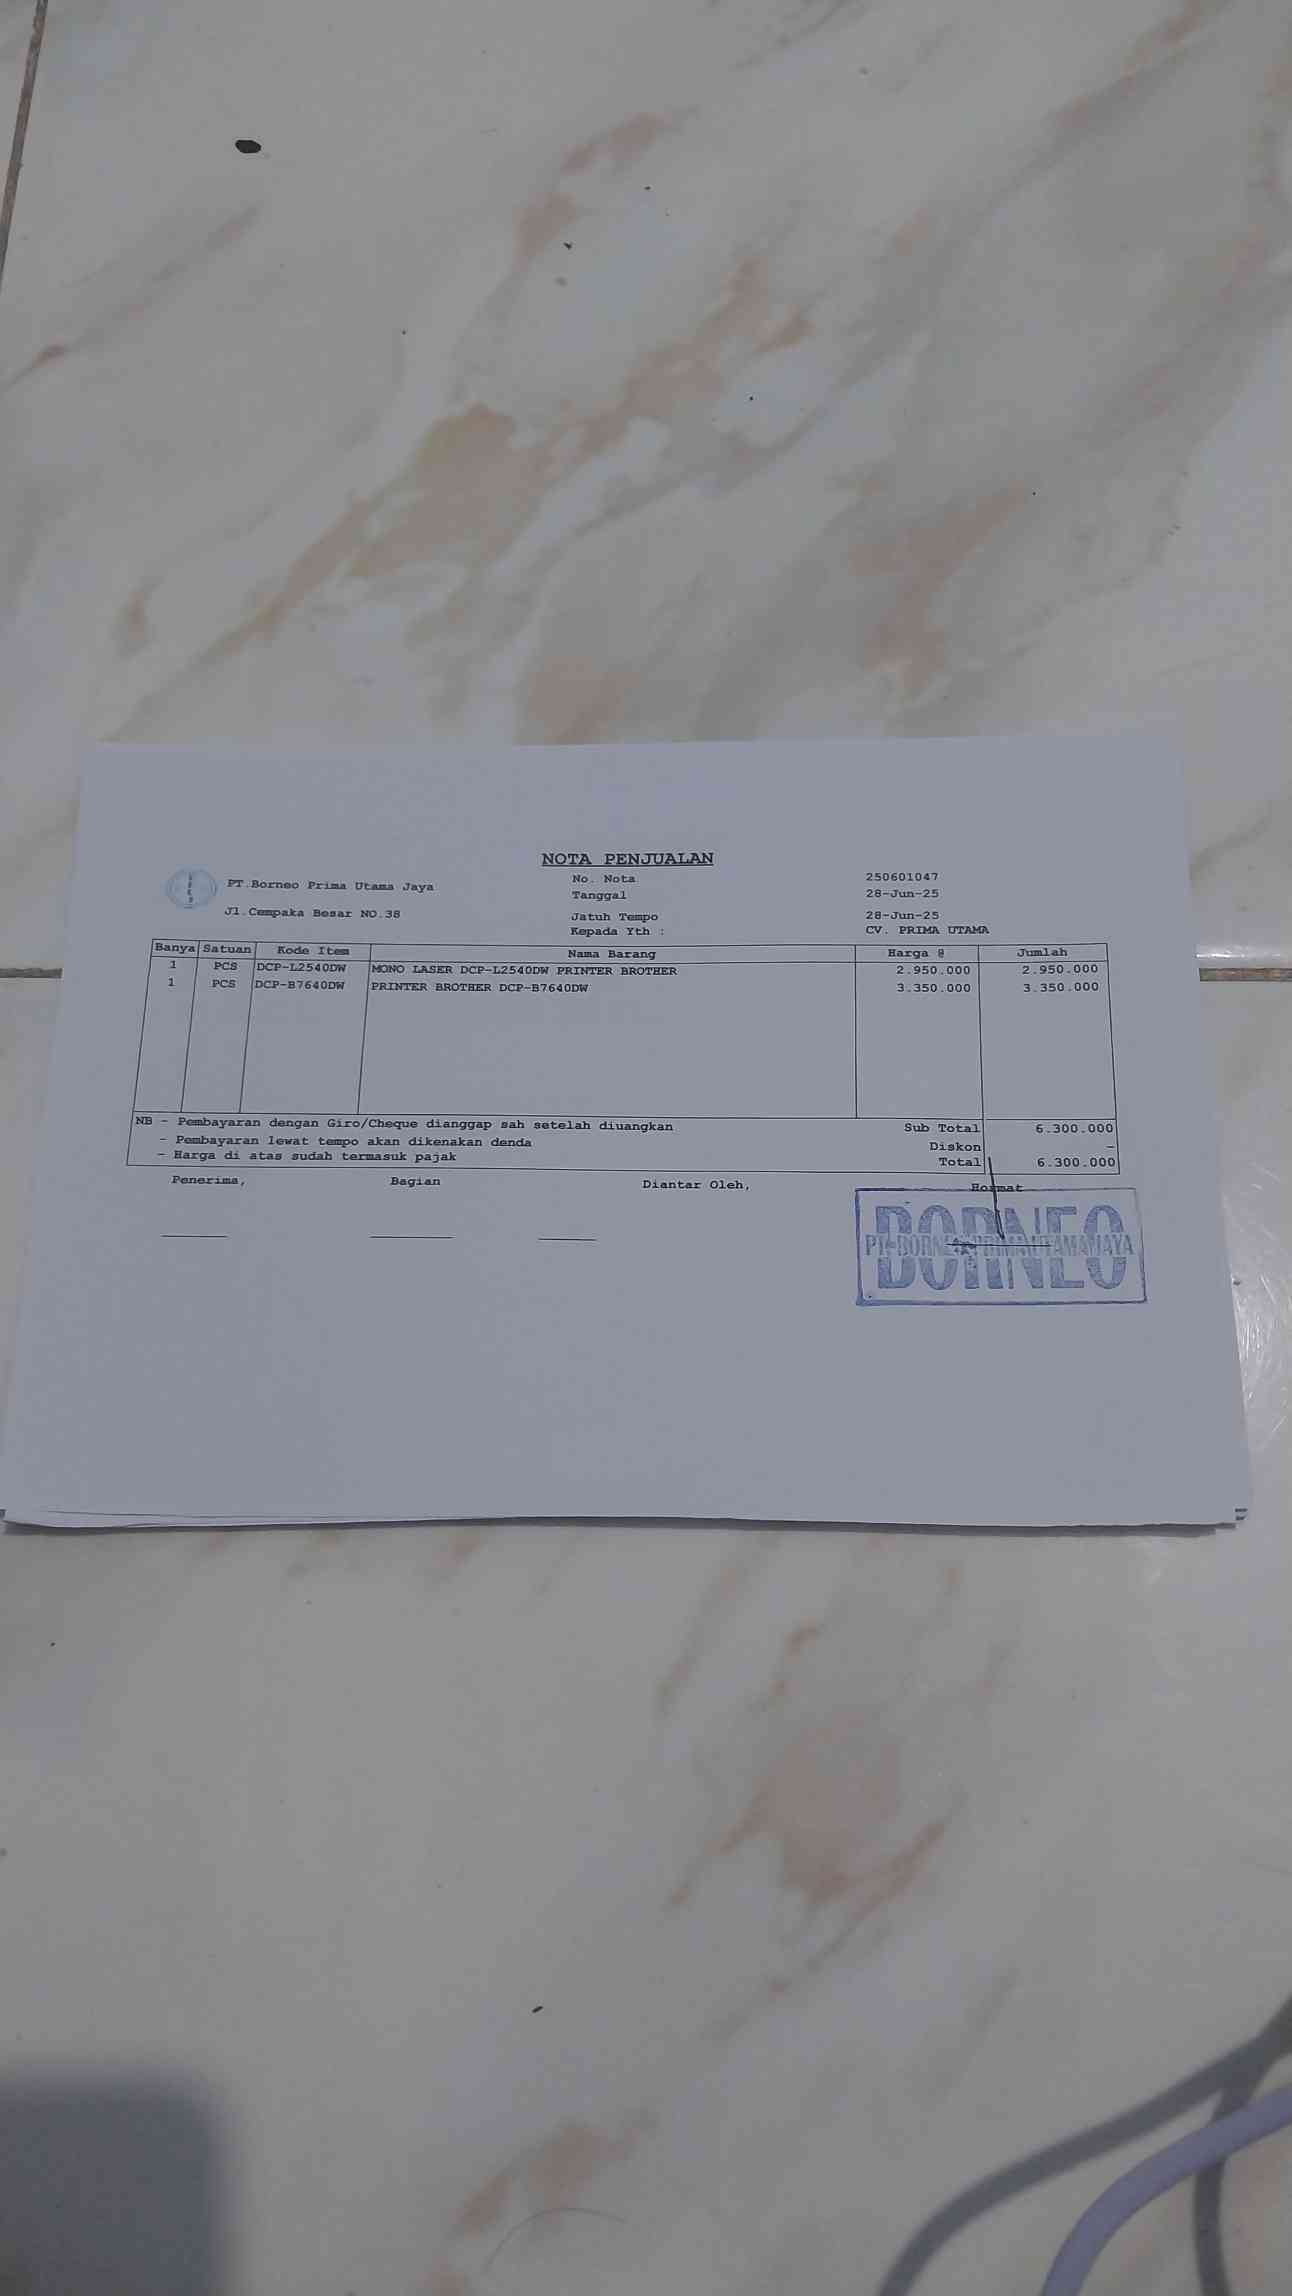 NOTA PENJUALAN
PT.Borneo Prima Utama Jaya
Jl.Cempaka Besar NO.38
No. Nota 250601047
Tanggal 28-Jun-25
Jatuh Tempo 28-Jun-25
Kepada Yth : CV. PRIMA UTAMA
Banya Satuan Kode Item Nama Barang Harga @ Jumlah
1 PCS DCP-L2540DW MONO LASER DCP-L2540DW PRINTER BROTHER 2.950.000 2.950.000
1 PCS DCP-B7640DW PRINTER BROTHER DCP-B7640DW 3.350.000 3.350.000
NB - Pembayaran dengan Giro/Cheque dianggap sah setelah diuangkan Sub Total 6.300.000
- Pembayaran lewat tempo akan dikenakan denda Diskon -
- Harga di atas sudah termasuk pajak Total 6.300.000
Penerima, Bagian Diantar Oleh, Hormat
BORNEO
PT. BORNEO PRIMA UTAMA JAYA